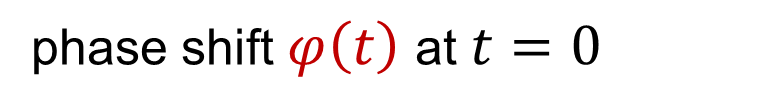 phase shift 𝜑(𝑡) at 𝑡 = 0